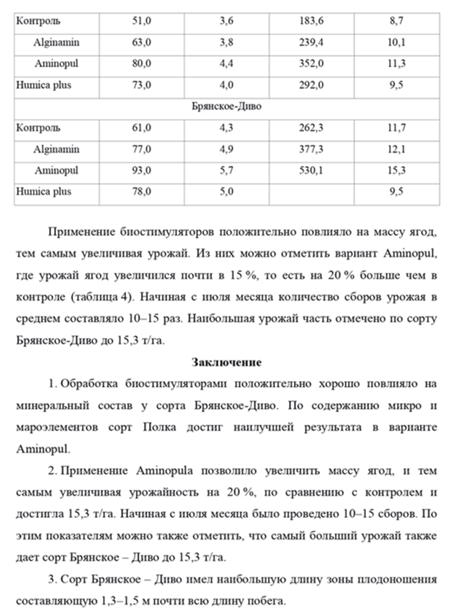 Контроль 51,0 3,6 183,6 8,7
Alginamin 63,0 3,8 239,4 10,1
Aminopul 80,0 4,4 352,0 11,3
Humica plus 73,0 4,0 292,0 9,5
Брянское-Диво
Контроль 61,0 4,3 262,3 11,7
Alginamin 77,0 4,9 377,3 12,1
Aminopul 93,0 5,7 530,1 15,3
Humica plus 78,0 5,0 9,5
Применение биостимуляторов положительно повлияло на массу ягод,
тем самым увеличивая урожай. Из них можно отметить вариант Aminopul,
где урожай ягод увеличился почти в 15 %, то есть на 20 % больше чем в
контроле (таблица 4). Начиная с июля месяца количество сборов урожая в
среднем составляло 10–15 раз. Наибольшая урожай часть отмечено по сорту
Брянское-Диво до 15,3 т/га.
Заключение
1. Обработка биостимуляторами положительно хорошо повлияло на
минеральный состав у сорта Брянское-Диво. По содержанию микро и
мароэлементов сорт Полка достиг наилучшей результата в варианте
Aminopul.
2. Применение Aminopula позволило увеличить массу ягод, и тем
самым увеличивая урожайность на 20 %, по сравнению с контролем и
достигла 15,3 т/га. Начиная с июля месяца было проведено 10–15 сборов. По
этим показателям можно также отметить, что самый больший урожай также
дает сорт Брянское – Диво до 15,3 т/га.
3. Сорт Брянское – Диво имел наибольшую длину зоны плодоношения
составляющую 1,3–1,5 м почти всю длину побега.